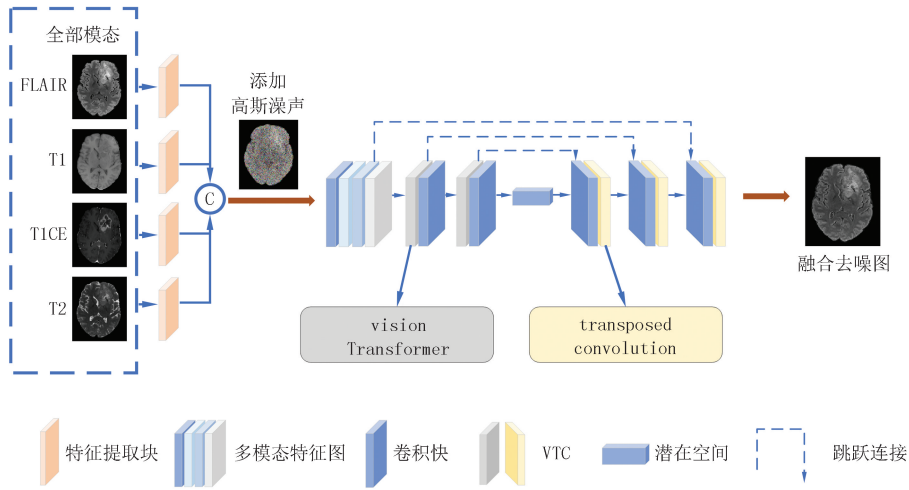 全部模态
FLAIR
T1
T1CE
T2
C
添加
高斯澡声
vision
Transformer
transposed
convolution
融合去噪图
特征提取块
多模态特征图
卷积快
VTC
潜在空间
跳跃连接